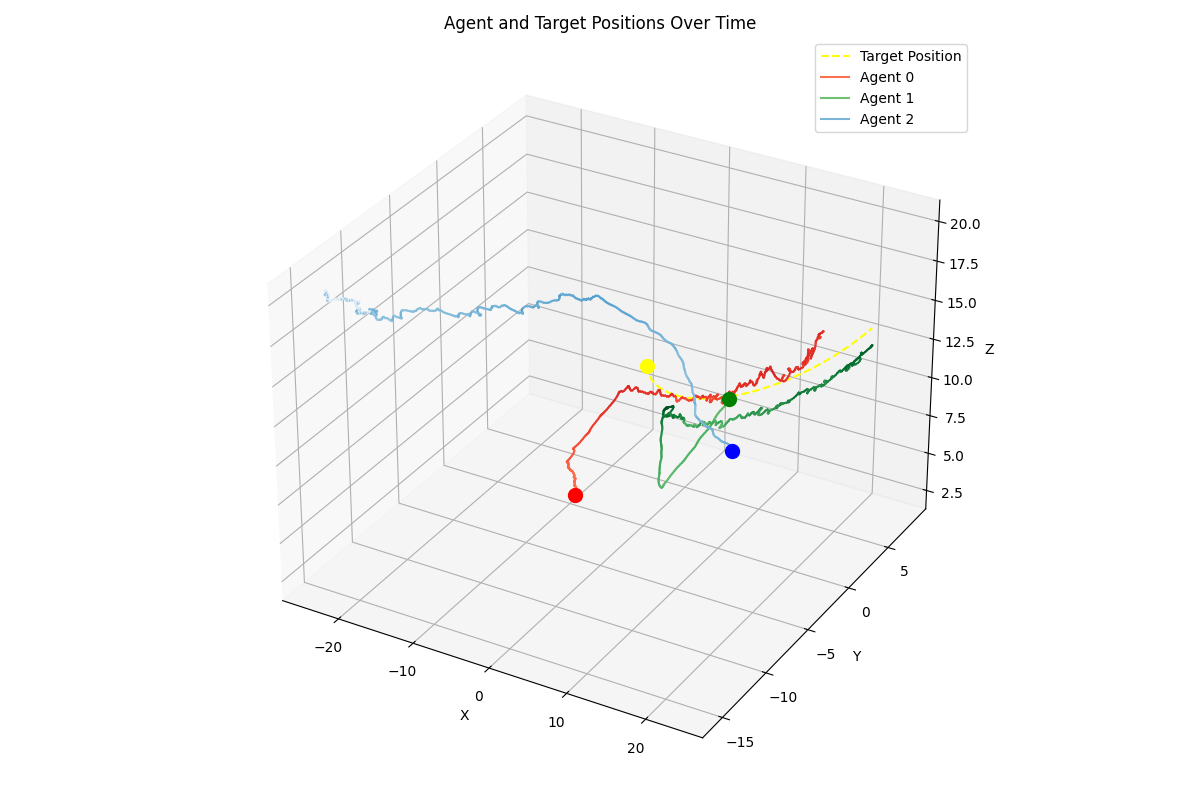 Agent and Target Positions Over Time
Target Position
Agent 0
Agent 1
Agent 2
20.0
17.5
15.0
Z
12.5
10.0
7.5
5.0
2.5
5
0
−5
Y
−10
−15
−20
−10
0
X
10
20